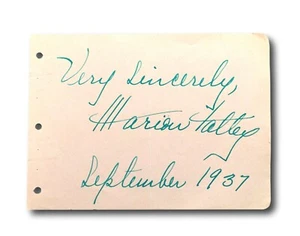 Very Sincerely,
Marion Talley
September 1937